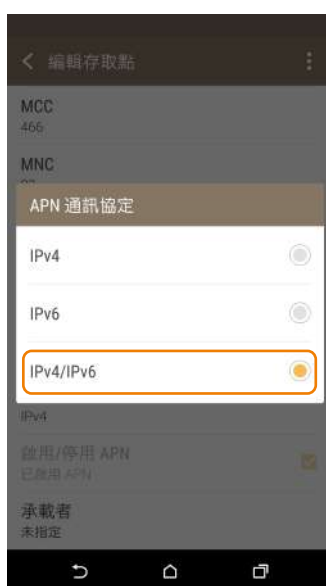 編輯存取點
MCC
466
MNC
APN 通訊協定
IPv4
IPv6
IPv4/IPv6
IPv4
啟用/停用 APN
已啟用 APN
承載者
未指定